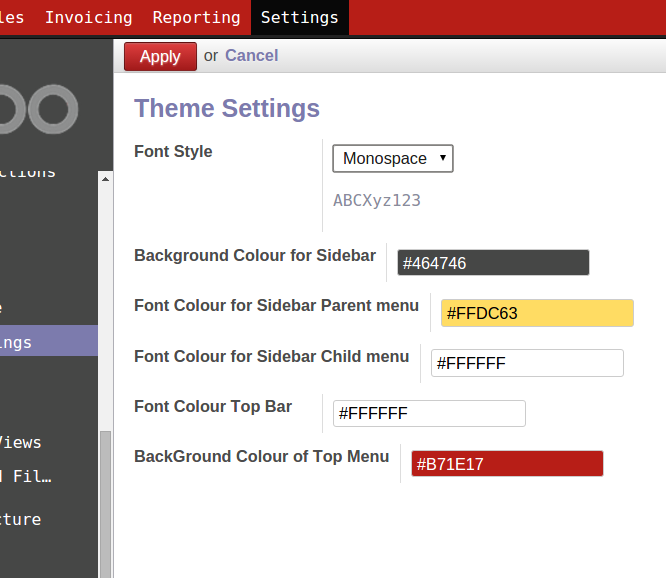 les Invoicing Reporting Settings
Apply or Cancel
Theme Settings
ctions
Font Style
Monospace
ABCXyz123
Background Colour for Sidebar
#464746
e
Font Colour for Sidebar Parent menu
#FFDC63
ings
Font Colour for Sidebar Child menu
#FFFFFF
Font Colour Top Bar
#FFFFFF
Views
BackGround Colour of Top Menu
#B71E17
d Fil…
cture